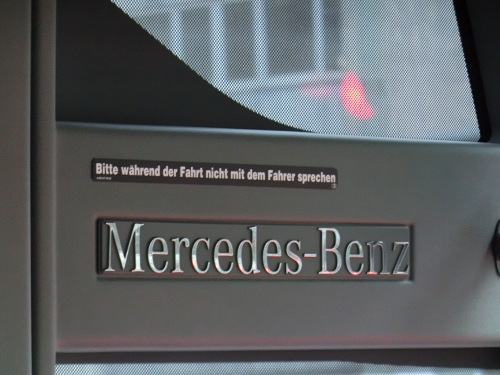 Bitte während der Fahrt nicht mit dem Fahrer sprechen
Mercedes-Benz